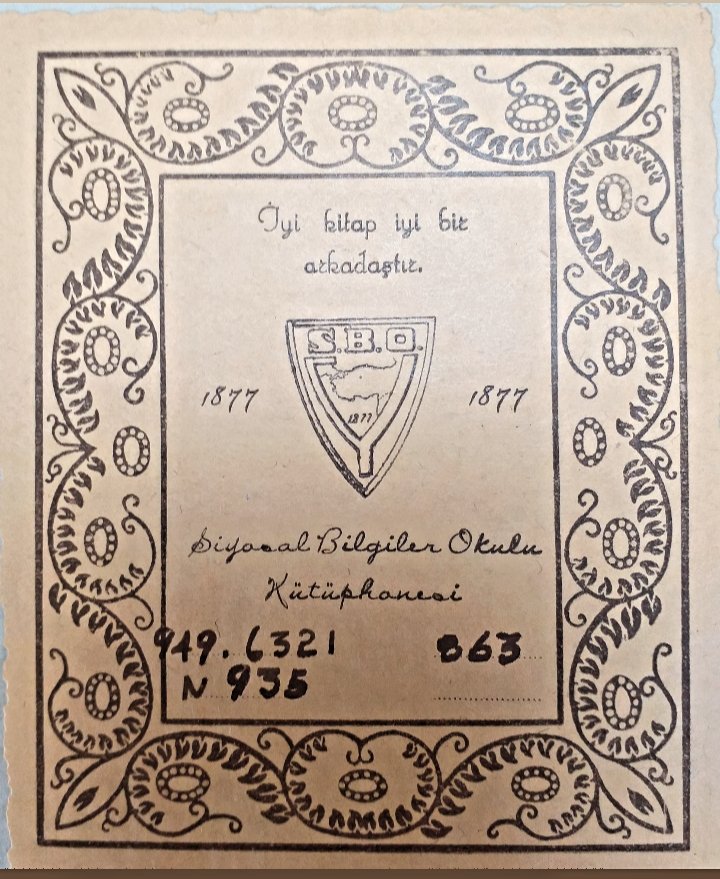 İyi kitap iyi bir
arkadaştır.
S.B.O.
1877
1877
1877
Siyasal Bilgiler Okulu
Kütüphanesi
949.6321
863
N 935